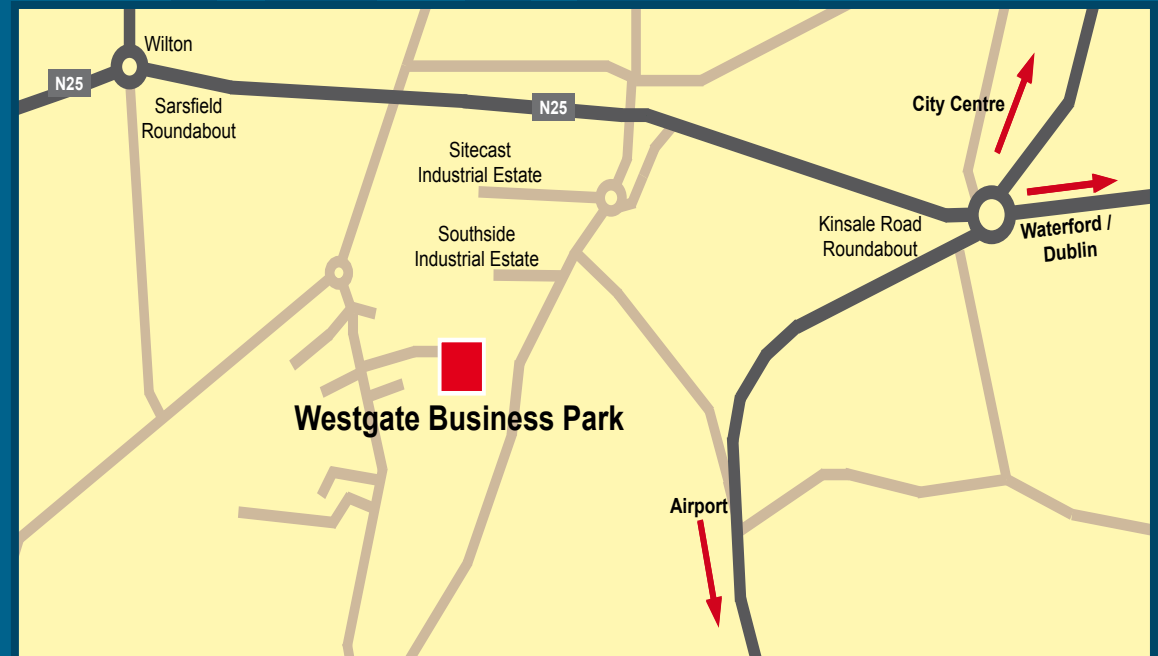 Wilton
N25
Sarsfield
Roundabout
N25
City Centre
Sitecast
Industrial Estate
Southside
Industrial Estate
Kinsale Road
Roundabout
Waterford /
Dublin
Westgate Business Park
Airport